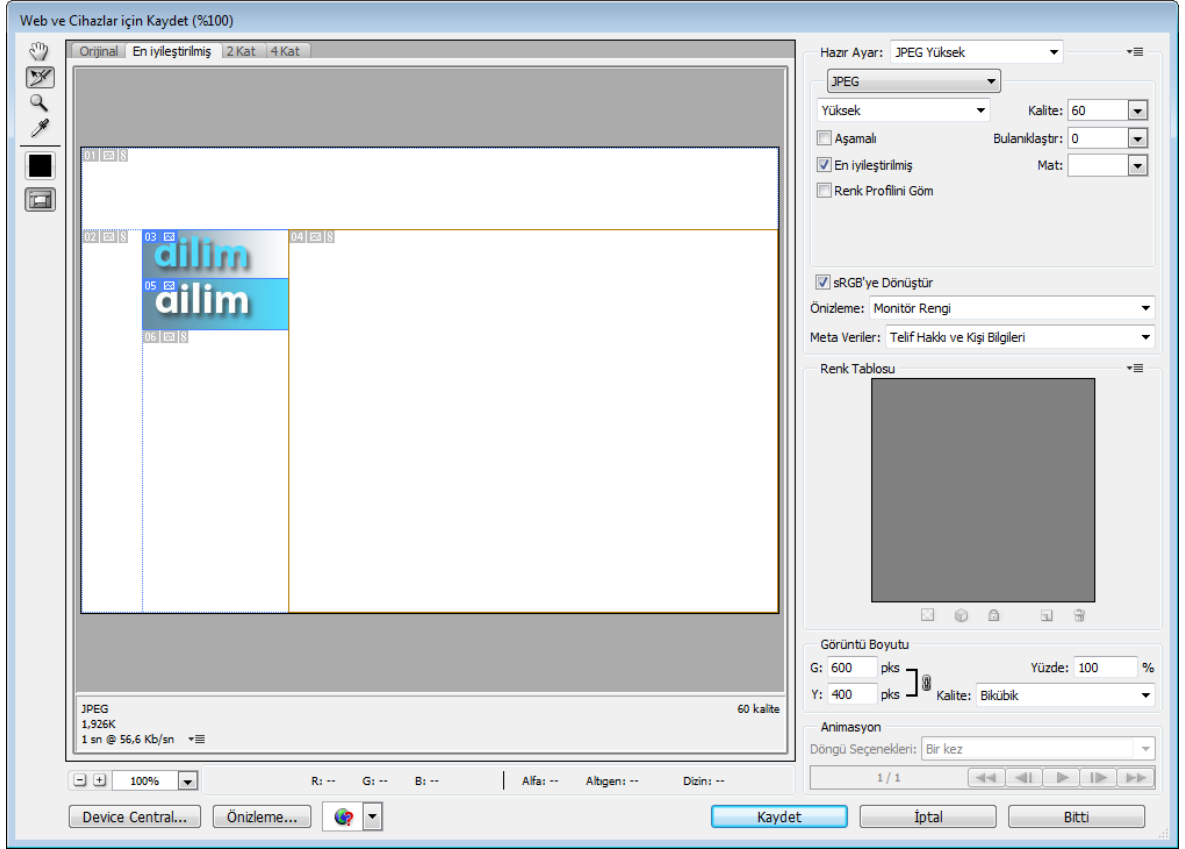 Web ve Cihazlar için Kaydet (%100)
Orijinal En iyileştirilmiş 2 Kat 4 Kat
Hazır Ayar: JPEG Yüksek
JPEG
Yüksek Kalite: 60
Aşamalı Bulanıklaştır: 0
En iyileştirilmiş Mat:
Renk Profilini Göm
01
02 03 04
dilim
05
dilim
06
sRGB'ye Dönüştür
Önizleme: Monitör Rengi
Meta Veriler: Telif Hakkı ve Kişi Bilgileri
Renk Tablosu
Görüntü Boyutu
G: 600 pks Yüzde: 100 %
Y: 400 pks Kalite: Bikübik
JPEG 60 kalite
1,926K
1 sn @ 56,6 Kb/sn
Animasyon
Döngü Seçenekleri: Bir kez
1 / 1
100% R: -- G: -- B: -- Alfa: -- Altıgen: -- Dizin: --
Device Central... Önizleme... Kaydet İptal Bitti